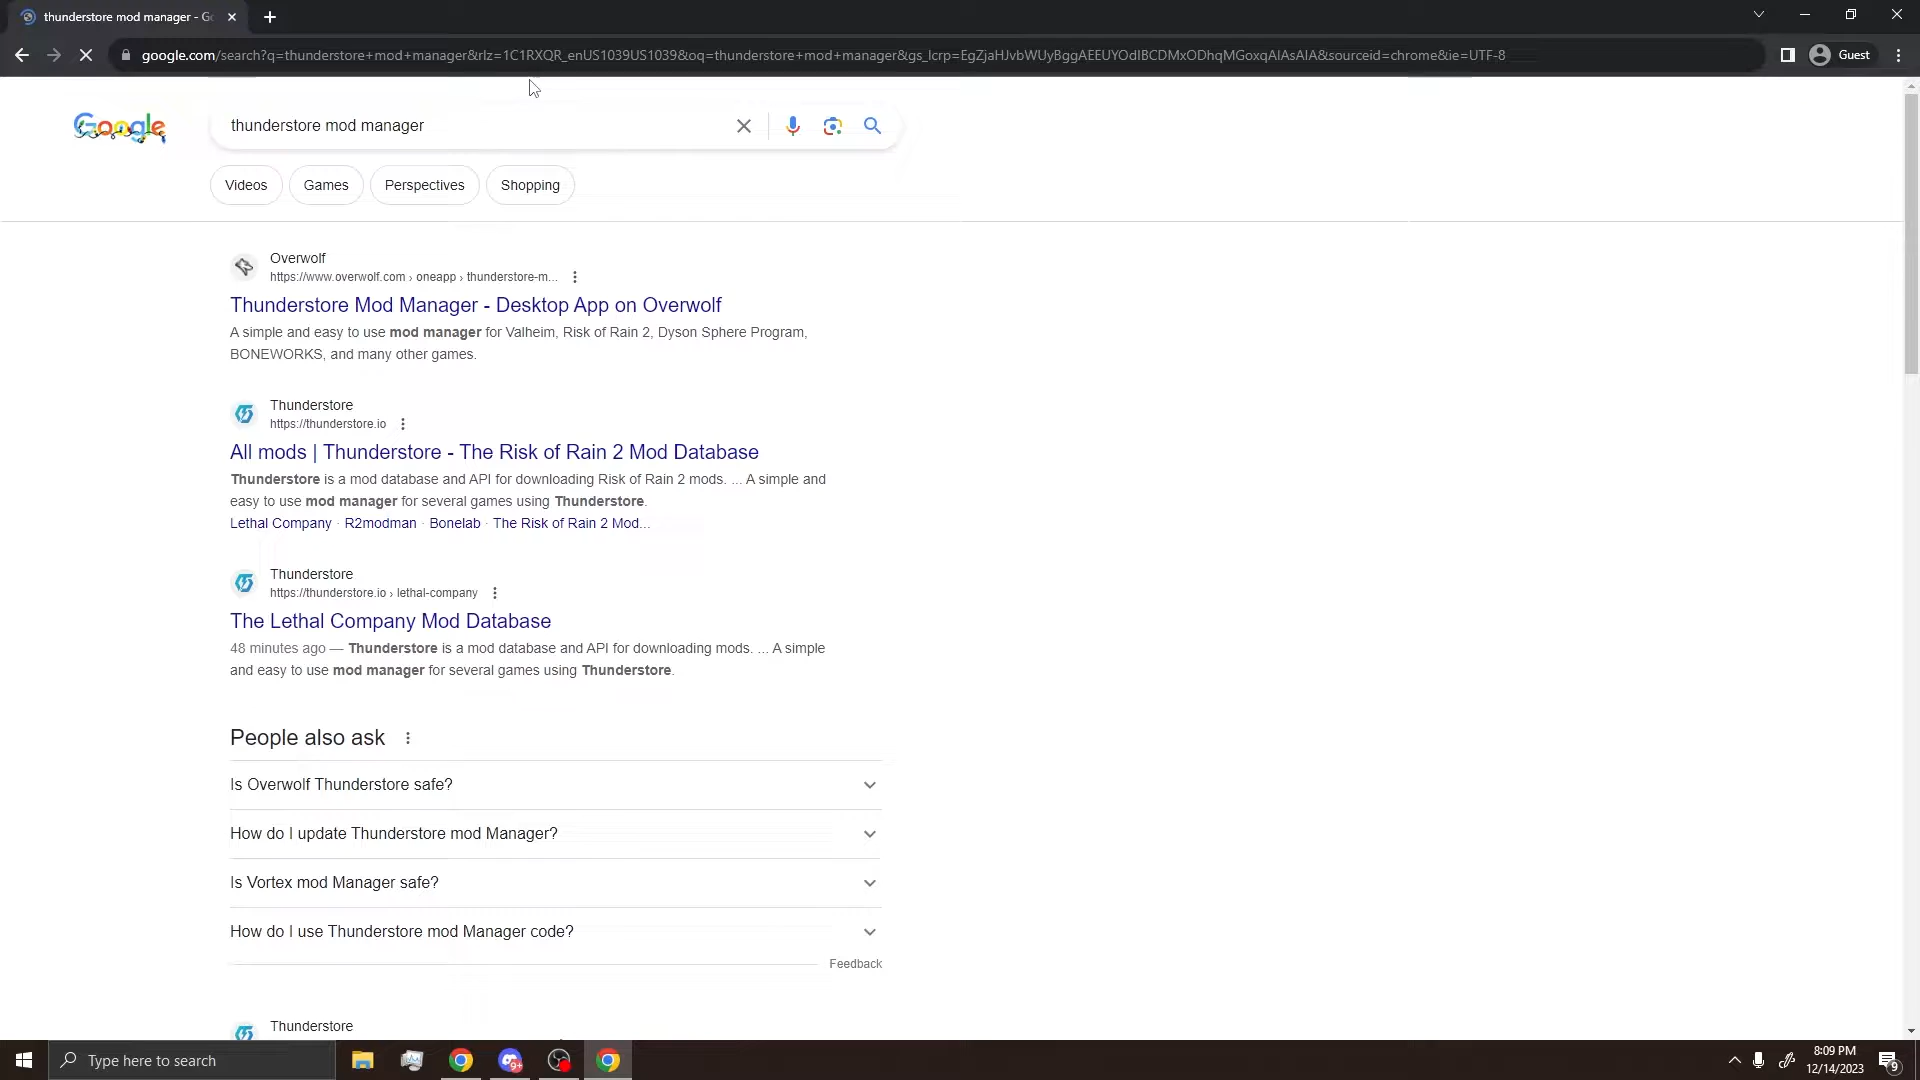 thunderstore mod manager - G
google.com/search?q=thunderstore+mod+manager&rlz=1C1RXQR_enUS1039US1039&oq=thunderstore+mod+manager&gs_lcrp=EgZjaHJvbWUyBggAEEUYOdIBCDMxODhqMGoxqAIAsAIA&sourceid=chrome&ie=UTF-8
Guest
Google
thunderstore mod manager
Videos
Games
Perspectives
Shopping
Overwolf
https://www.overwolf.com › oneapp › thunderstore-m...
Thunderstore Mod Manager - Desktop App on Overwolf
A simple and easy to use mod manager for Valheim, Risk of Rain 2, Dyson Sphere Program,
BONEWORKS, and many other games.
Thunderstore
https://thunderstore.io
All mods | Thunderstore - The Risk of Rain 2 Mod Database
Thunderstore is a mod database and API for downloading Risk of Rain 2 mods. ... A simple and
easy to use mod manager for several games using Thunderstore.
Lethal Company · R2modman · Bonelab · The Risk of Rain 2 Mod...
Thunderstore
https://thunderstore.io › lethal-company
The Lethal Company Mod Database
48 minutes ago — Thunderstore is a mod database and API for downloading mods. ... A simple
and easy to use mod manager for several games using Thunderstore.
People also ask
Is Overwolf Thunderstore safe?
How do I update Thunderstore mod Manager?
Is Vortex mod Manager safe?
How do I use Thunderstore mod Manager code?
Feedback
Thunderstore
Type here to search
9+
8:09 PM
12/14/2023
9